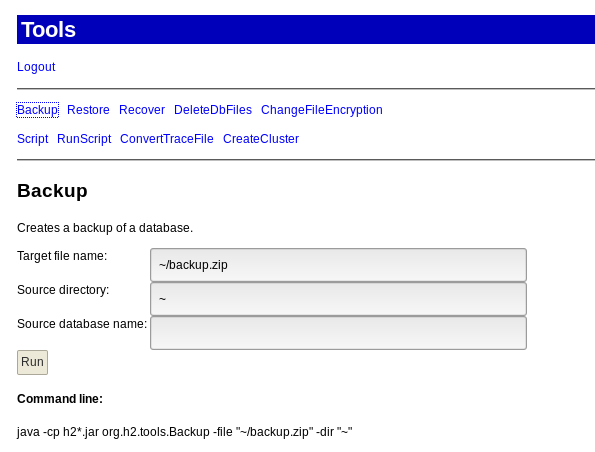 Tools
Logout
Backup Restore Recover DeleteDbFiles ChangeFileEncryption
Script RunScript ConvertTraceFile CreateCluster
Backup
Creates a backup of a database.
Target file name: ~/backup.zip
Source directory: ~
Source database name:
Run
Command line:
java -cp h2*.jar org.h2.tools.Backup -file "~/backup.zip" -dir "~"